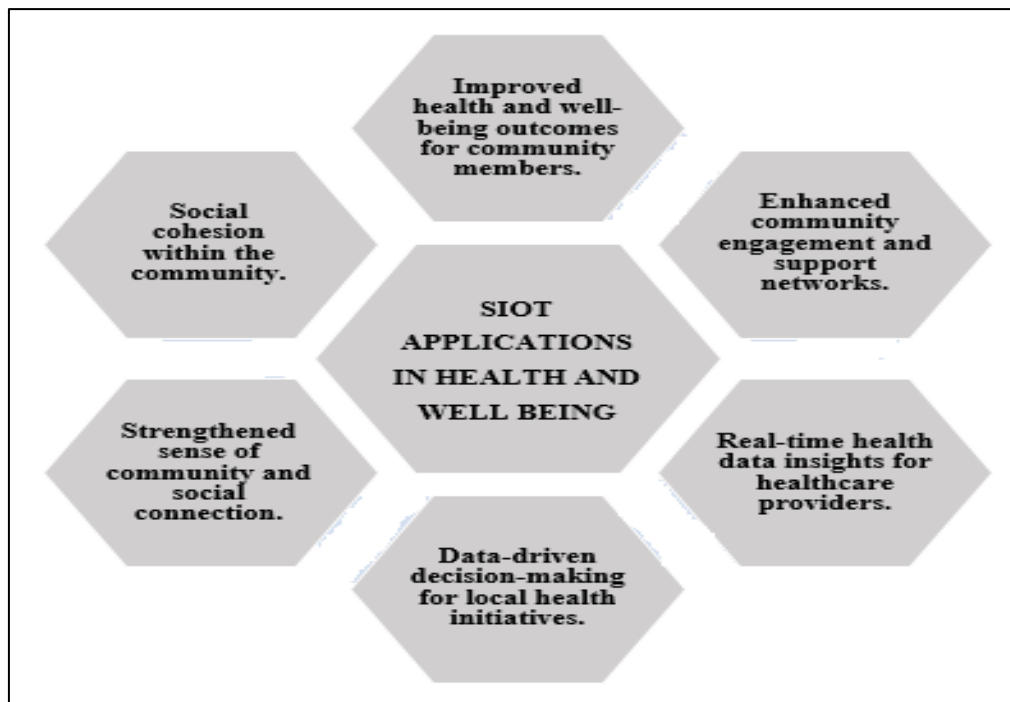 Improved
health and well-
being outcomes
for community
members.
Social
cohesion
within the
community.
Enhanced
community
engagement and
support
networks.
SIOT
APPLICATIONS
IN HEALTH AND
WELL BEING
Strengthened
sense of
community and
social
connection.
Real-time health
data insights for
healthcare
providers.
Data-driven
decision-making
for local health
initiatives.